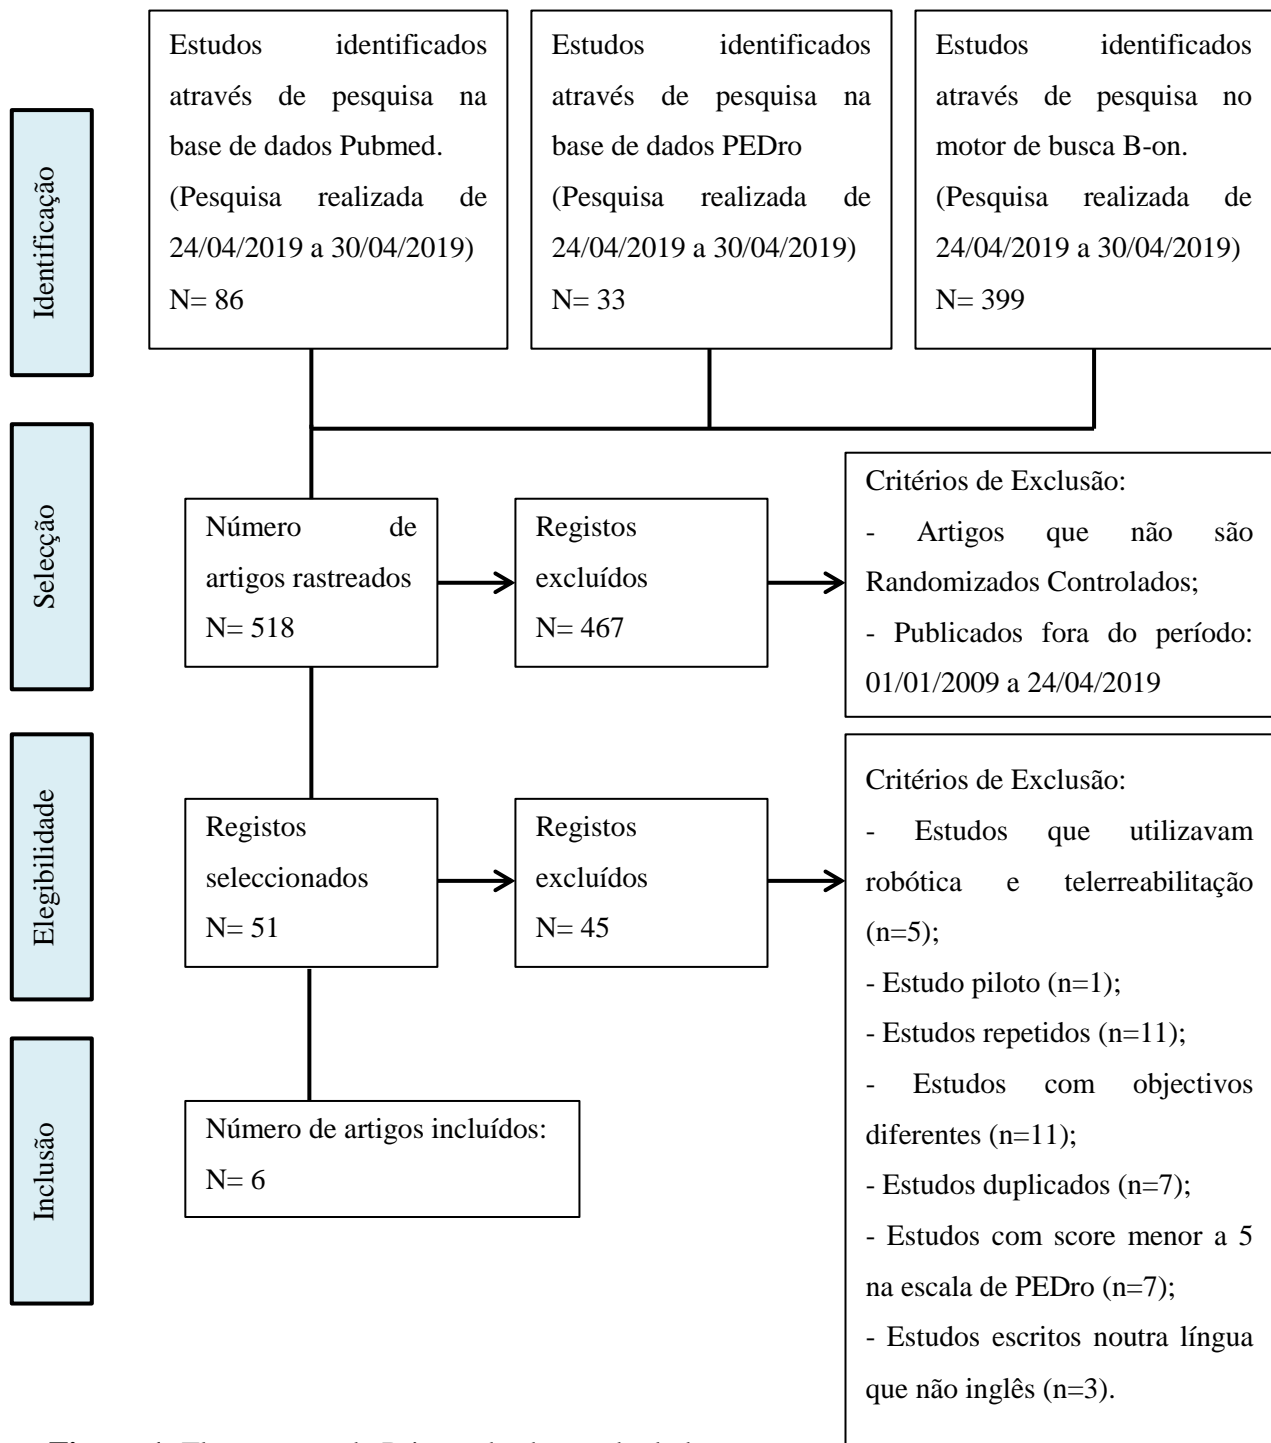 Identificação
Estudos identificados
através de pesquisa na
base de dados Pubmed.
(Pesquisa realizada de
24/04/2019 a 30/04/2019)
N= 86
Estudos identificados
através de pesquisa na
base de dados PEDro
(Pesquisa realizada de
24/04/2019 a 30/04/2019)
N= 33
Estudos identificados
através de pesquisa no
motor de busca B-on.
(Pesquisa realizada de
24/04/2019 a 30/04/2019)
N= 399
Selecção
Número de
artigos rastreados
N= 518
Registos
excluídos
N= 467
Critérios de Exclusão:
- Artigos que não são
Randomizados Controlados;
- Publicados fora do período:
01/01/2009 a 24/04/2019
Elegibilidade
Registos
seleccionados
N= 51
Registos
excluídos
N= 45
Critérios de Exclusão:
- Estudos que utilizavam
robótica e telerreabilitação
(n=5);
- Estudo piloto (n=1);
- Estudos repetidos (n=11);
- Estudos com objectivos
diferentes (n=11);
- Estudos duplicados (n=7);
- Estudos com score menor a 5
na escala de PEDro (n=7);
- Estudos escritos noutra língua
que não inglês (n=3).
Inclusão
Número de artigos incluídos:
N= 6